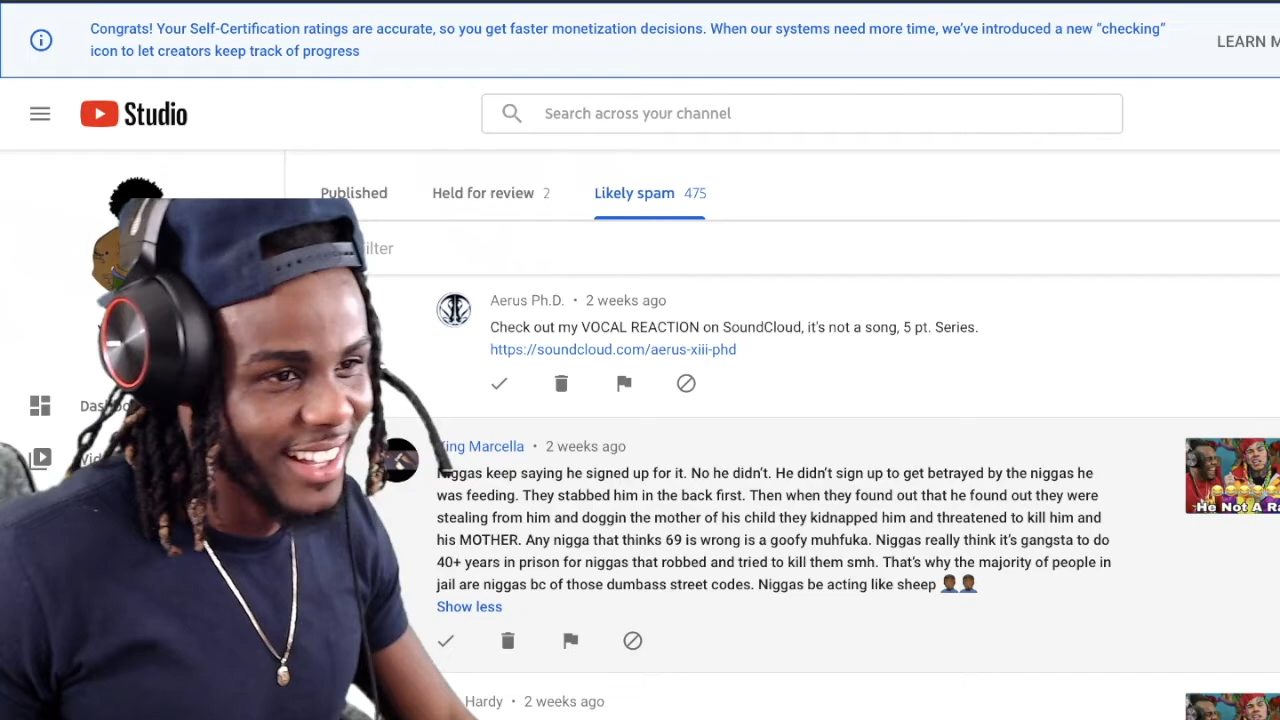 Congrats! Your Self-Certification ratings are accurate, so you get faster monetization decisions. When our systems need more time, we've introduced a new "checking"
icon to let creators keep track of progress
LEARN M
Studio
Search across your channel
Published
Held for review 2
Likely spam 475
ilter
Aerus Ph.D. • 2 weeks ago
Check out my VOCAL REACTION on SoundCloud, it's not a song, 5 pt. Series.
https://soundcloud.com/aerus-xiii-phd
Dashbo
Vid
King Marcella • 2 weeks ago
Niggas keep saying he signed up for it. No he didn't. He didn't sign up to get betrayed by the niggas he
was feeding. They stabbed him in the back first. Then when they found out that he found out they were
stealing from him and doggin the mother of his child they kidnapped him and threatened to kill him and
his MOTHER. Any nigga that thinks 69 is wrong is a goofy muhfuka. Niggas really think it's gangsta to do
40+ years in prison for niggas that robbed and tried to kill them smh. That's why the majority of people in
jail are niggas bc of those dumbass street codes. Niggas be acting like sheep 🤦🏾‍♂️🤦🏾‍♂️
Show less
He Not A Ra
Hardy • 2 weeks ago